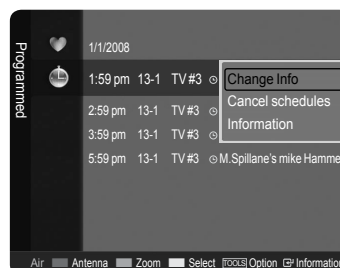 Programmed
1/1/2008
1:59 pm 13-1 TV #3 Change Info
2:59 pm 13-1 TV #3 Cancel schedules
3:59 pm 13-1 TV #3 Information
5:59 pm 13-1 TV #3 M.Spillane's mike Hamme
Air Antenna Zoom Select TOOLS Option Information